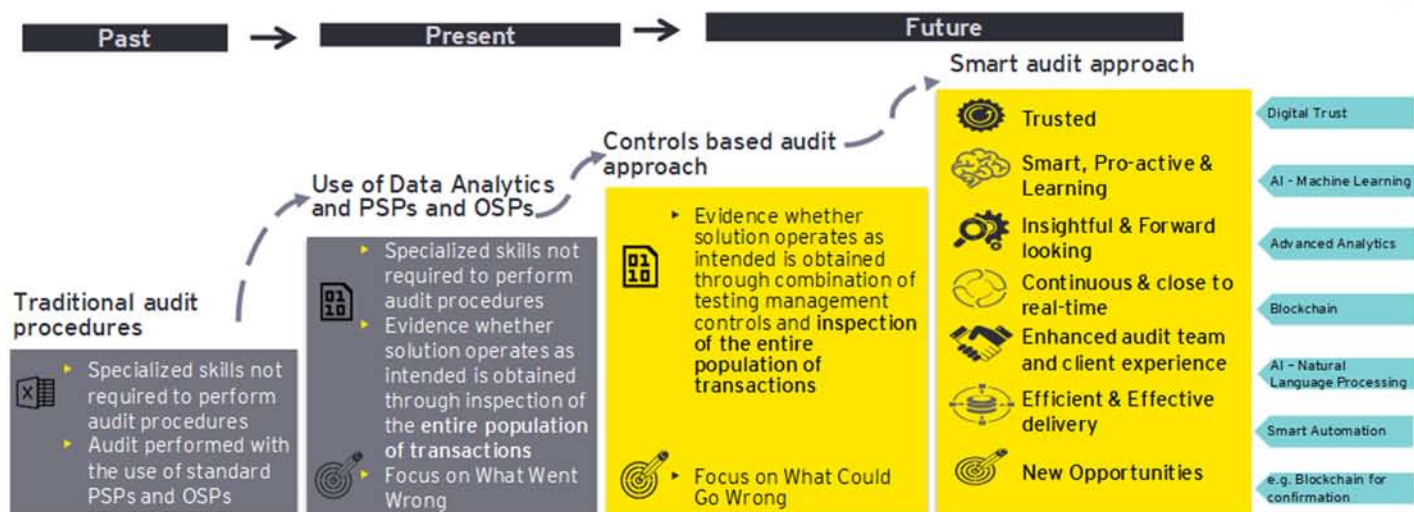 Past
Present
Future
Traditional audit
procedures
Specialized skills not
required to perform
audit procedures
Audit performed with
the use of standard
PSPs and OSPs
Use of Data Analytics
and PSPs and OSPs
Specialized skills not
required to perform
audit procedures
Evidence whether
solution operates as
intended is obtained
through inspection of
the entire population
of transactions
Focus on What Went
Wrong
Controls based audit
approach
Evidence whether
solution operates as
intended is obtained
through combination of
testing management
controls and inspection
of the entire
population of
transactions
Focus on What Could
Go Wrong
Smart audit approach
Trusted
Smart, Pro-active &
Learning
Insightful & Forward
looking
Continuous & close to
real-time
Enhanced audit team
and client experience
Efficient & Effective
delivery
New Opportunities
Digital Trust
AI - Machine Learning
Advanced Analytics
Blockchain
AI – Natural
Language Processing
Smart Automation
e.g. Blockchain for
confirmation
X
01
10
01
10